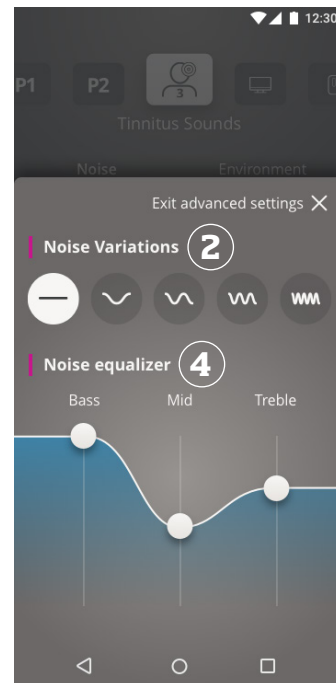 12:30
P1 P2 3
Tinnitus Sounds
Noise Environment
Exit advanced settings
Noise Variations 2
Noise equalizer 4
Bass Mid Treble